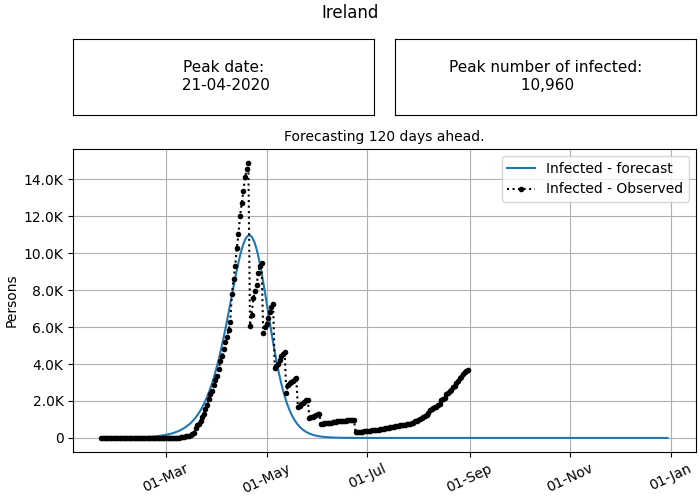 Ireland
Peak date:
21-04-2020
Peak number of infected:
10,960
Forecasting 120 days ahead.
Infected - forecast
Infected - Observed
14.0K
12.0K
10.0K
8.0K
6.0K
4.0K
2.0K
0
Persons
01-Mar
01-May
01-Jul
01-Sep
01-Nov
01-Jan